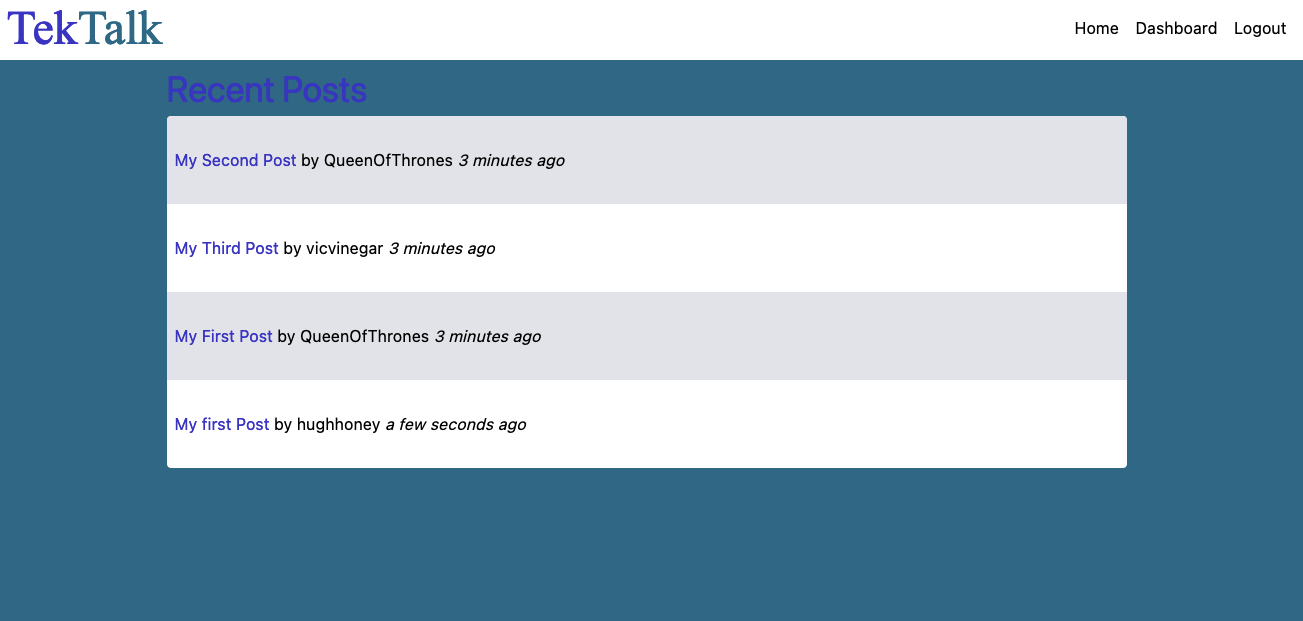 TekTalk
Home Dashboard Logout
Recent Posts
My Second Post by QueenOfThrones 3 minutes ago
My Third Post by vicvinegar 3 minutes ago
My First Post by QueenOfThrones 3 minutes ago
My first Post by hughhoney a few seconds ago